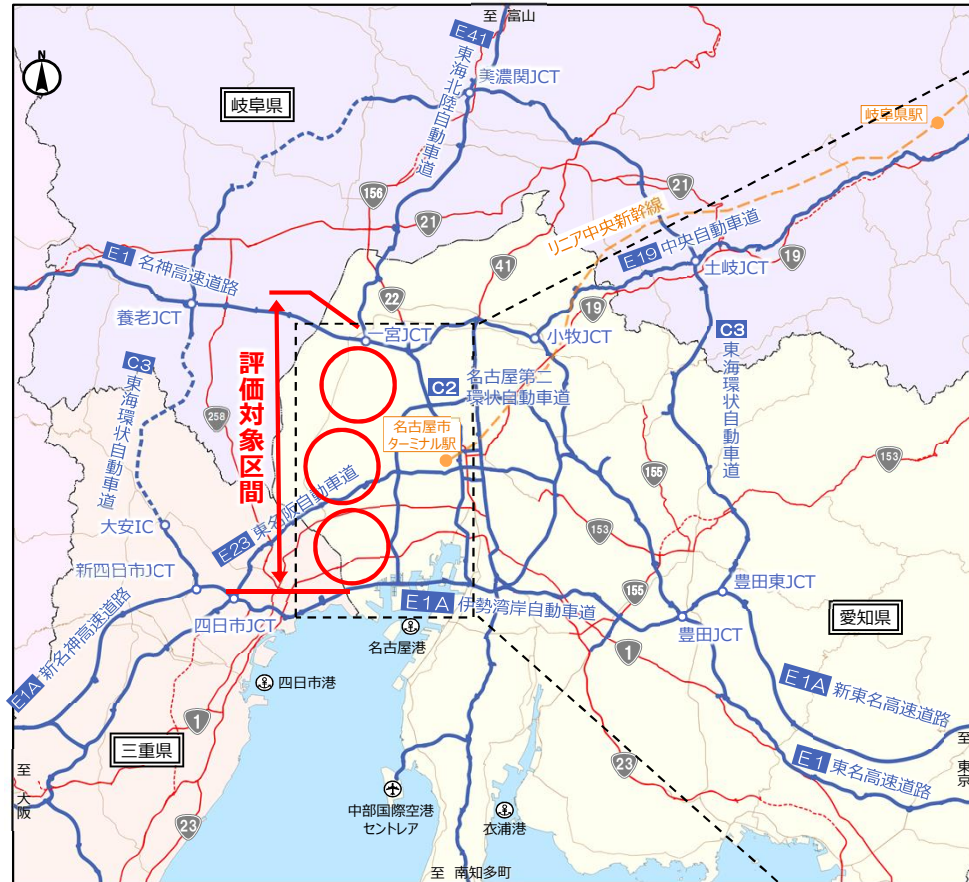 至 富山
E41
東海北陸自動車道
N
美濃関JCT
岐阜県
岐阜県駅
156
21
21
リニア中央新幹線
E19 中央自動車道
19
41
土岐JCT
E1 名神高速道路
22
19
養老JCT
一宮JCT
小牧JCT
C3
東海環状自動車道
C3
東海環状自動車道
評価対象区間
C2
名古屋第二
環状自動車道
258
名古屋市
ターミナル駅
153
155
大安IC
E23 東名阪自動車道
153
新四日市JCT
豊田東JCT
155
E1A 伊勢湾岸自動車道
四日市JCT
豊田JCT
愛知県
E1A 新名神高速道路
名古屋港
1
四日市港
E1A 新東名高速道路
1
三重県
至 東京
23
E1 東名高速道路
至 大阪
中部国際空港
セントレア
衣浦港
23
至 南知多町